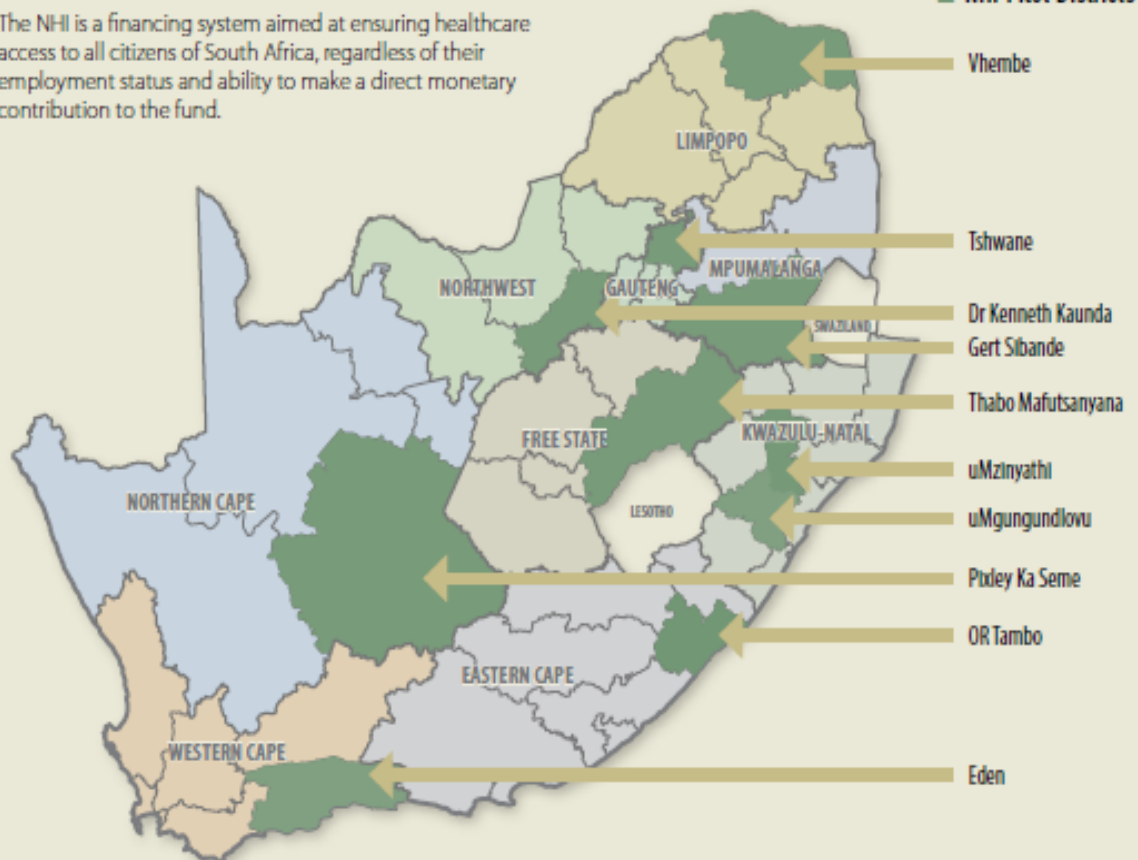 The NHI is a financing system aimed at ensuring healthcare
access to all citizens of South Africa, regardless of their
employment status and ability to make a direct monetary
contribution to the fund.
Vhembe
LIMPOPO
Tshwane
MPUMALANGA
NORTHWEST
GAUTENG
Dr Kenneth Kaunda
SWAZILAND
Gert Sibande
Thabo Mafutsanyana
KWAZULU-NATAL
FREE STATE
uMzinyathi
NORTHERN CAPE
LESOTHO
uMgungundlovu
Pixley Ka Seme
OR Tambo
EASTERN CAPE
WESTERN CAPE
Eden